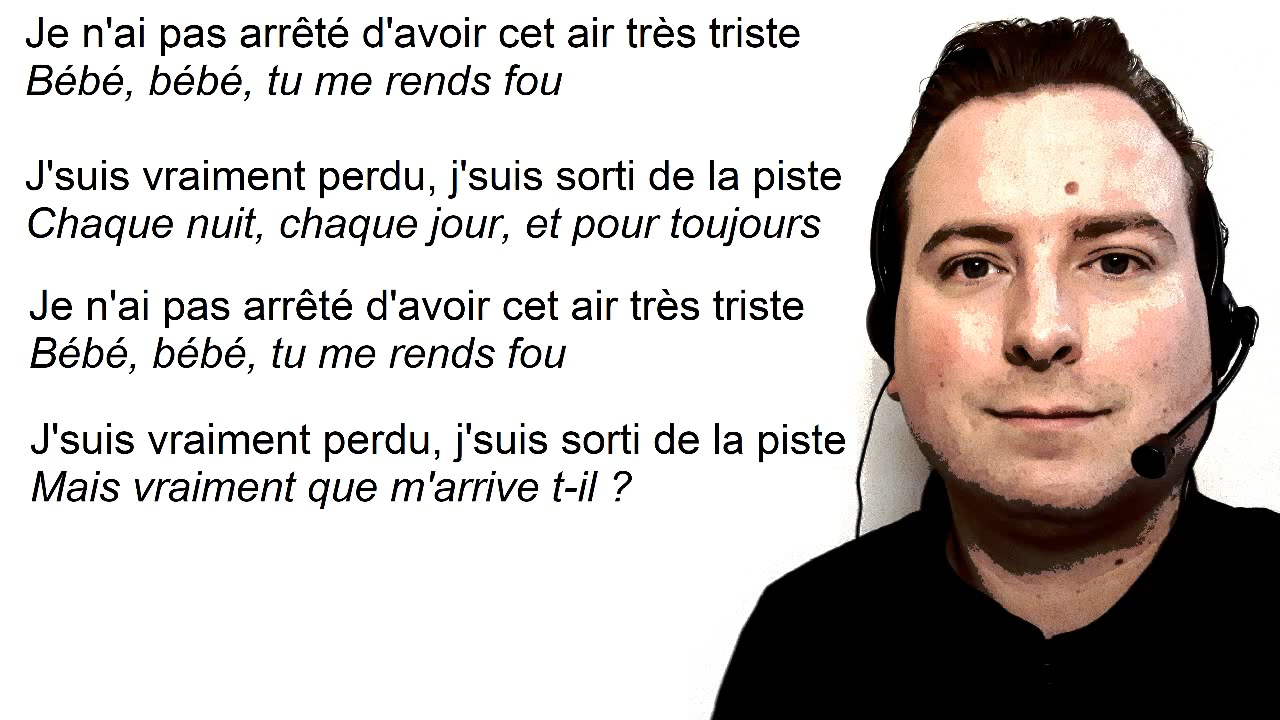 Je n'ai pas arrêté d'avoir cet air très triste
Bébé, bébé, tu me rends fou
J'suis vraiment perdu, j'suis sorti de la piste
Chaque nuit, chaque jour, et pour toujours
Je n'ai pas arrêté d'avoir cet air très triste
Bébé, bébé, tu me rends fou
J'suis vraiment perdu, j'suis sorti de la piste
Mais vraiment que m'arrive t-il ?